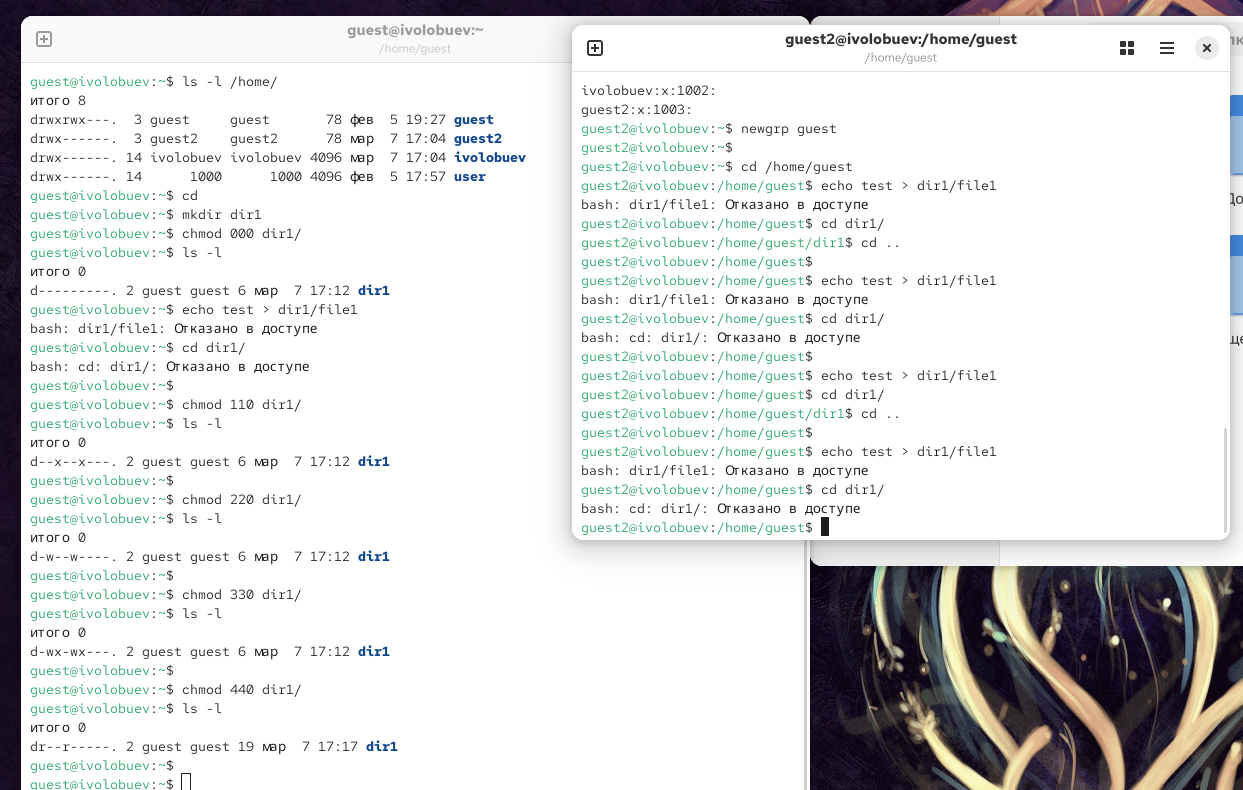 guest@ivolobuev:~
/home/guest
guest@ivolobuev:~$ ls -l /home/
итого 8
drwxrwx---.  3 guest     guest       78 фев  5 19:27 guest
drwx------.  3 guest2    guest2      78 мар  7 17:04 guest2
drwx------. 14 ivolobuev ivolobuev 4096 мар  7 17:04 ivolobuev
drwx------. 14      1000      1000 4096 фев  5 17:57 user
guest@ivolobuev:~$ cd
guest@ivolobuev:~$ mkdir dir1
guest@ivolobuev:~$ chmod 000 dir1/
guest@ivolobuev:~$ ls -l
итого 0
d---------. 2 guest guest 6 мар  7 17:12 dir1
guest@ivolobuev:~$ echo test > dir1/file1
bash: dir1/file1: Отказано в доступе
guest@ivolobuev:~$ cd dir1/
bash: cd: dir1/: Отказано в доступе
guest@ivolobuev:~$
guest@ivolobuev:~$ chmod 110 dir1/
guest@ivolobuev:~$ ls -l
итого 0
d--x--x---. 2 guest guest 6 мар  7 17:12 dir1
guest@ivolobuev:~$
guest@ivolobuev:~$ chmod 220 dir1/
guest@ivolobuev:~$ ls -l
итого 0
d-w--w----. 2 guest guest 6 мар  7 17:12 dir1
guest@ivolobuev:~$
guest@ivolobuev:~$ chmod 330 dir1/
guest@ivolobuev:~$ ls -l
итого 0
d-wx-wx---. 2 guest guest 6 мар  7 17:12 dir1
guest@ivolobuev:~$
guest@ivolobuev:~$ chmod 440 dir1/
guest@ivolobuev:~$ ls -l
итого 0
dr--r-----. 2 guest guest 19 мар  7 17:17 dir1
guest@ivolobuev:~$
guest@ivolobuev:~$
guest2@ivolobuev:/home/guest
/home/guest
ivolobuev:x:1002:
guest2:x:1003:
guest2@ivolobuev:~$ newgrp guest
guest2@ivolobuev:~$
guest2@ivolobuev:~$ cd /home/guest
guest2@ivolobuev:/home/guest$ echo test > dir1/file1
bash: dir1/file1: Отказано в доступе
guest2@ivolobuev:/home/guest$ cd dir1/
guest2@ivolobuev:/home/guest/dir1$ cd ..
guest2@ivolobuev:/home/guest$
guest2@ivolobuev:/home/guest$ echo test > dir1/file1
bash: dir1/file1: Отказано в доступе
guest2@ivolobuev:/home/guest$ cd dir1/
bash: cd: dir1/: Отказано в доступе
guest2@ivolobuev:/home/guest$
guest2@ivolobuev:/home/guest$ echo test > dir1/file1
guest2@ivolobuev:/home/guest$ cd dir1/
guest2@ivolobuev:/home/guest/dir1$ cd ..
guest2@ivolobuev:/home/guest$
guest2@ivolobuev:/home/guest$ echo test > dir1/file1
bash: dir1/file1: Отказано в доступе
guest2@ivolobuev:/home/guest$ cd dir1/
bash: cd: dir1/: Отказано в доступе
guest2@ivolobuev:/home/guest$